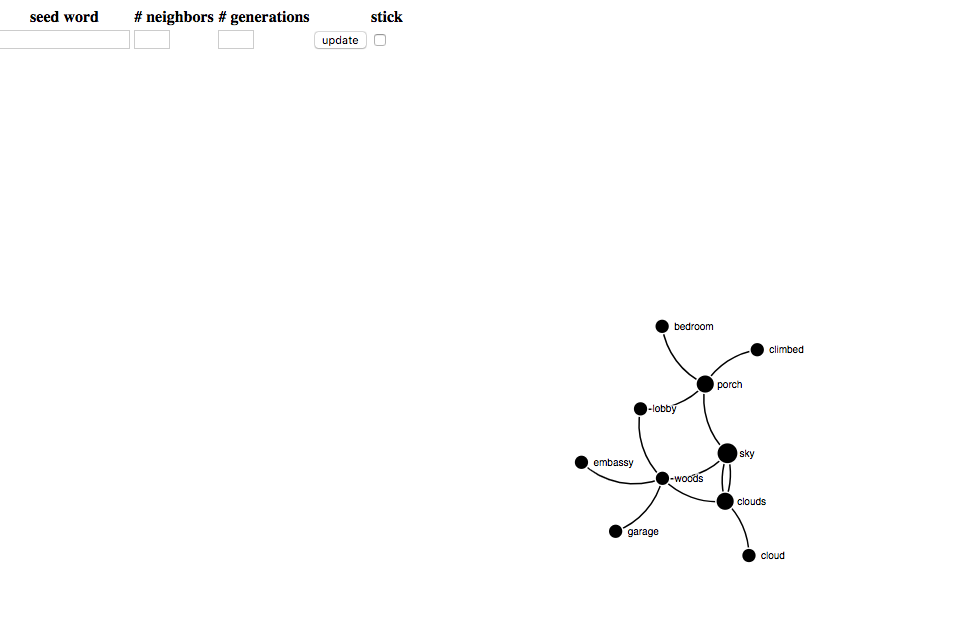 seed word # neighbors # generations stick
update
bedroom
climbed
porch
lobby
sky
embassy
woods
clouds
garage
cloud